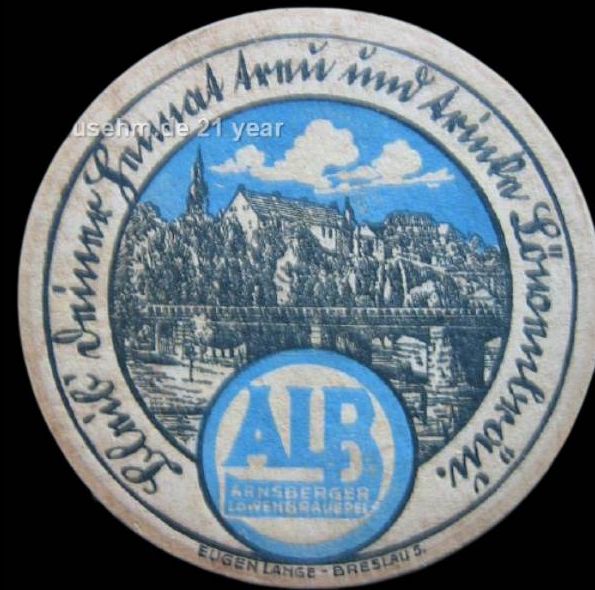 Bleib' deiner Heimat treu und trinke Löwenbräu.
usehm.de 21 year
ALB
ARNSBERGER
LÖWENBRAUEREI
EUGEN LANGE - BRESLAU 5.